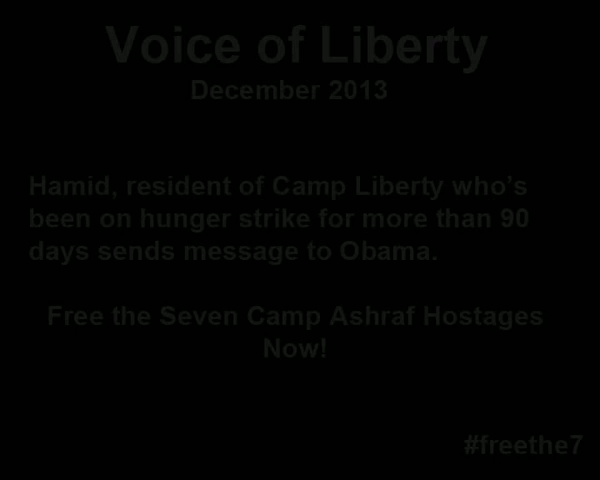 Voice of Liberty
December 2013
Hamid, resident of Camp Liberty who's
been on hunger strike for more than 90
days sends message to Obama.
Free the Seven Camp Ashraf Hostages
Now!
#freethe7